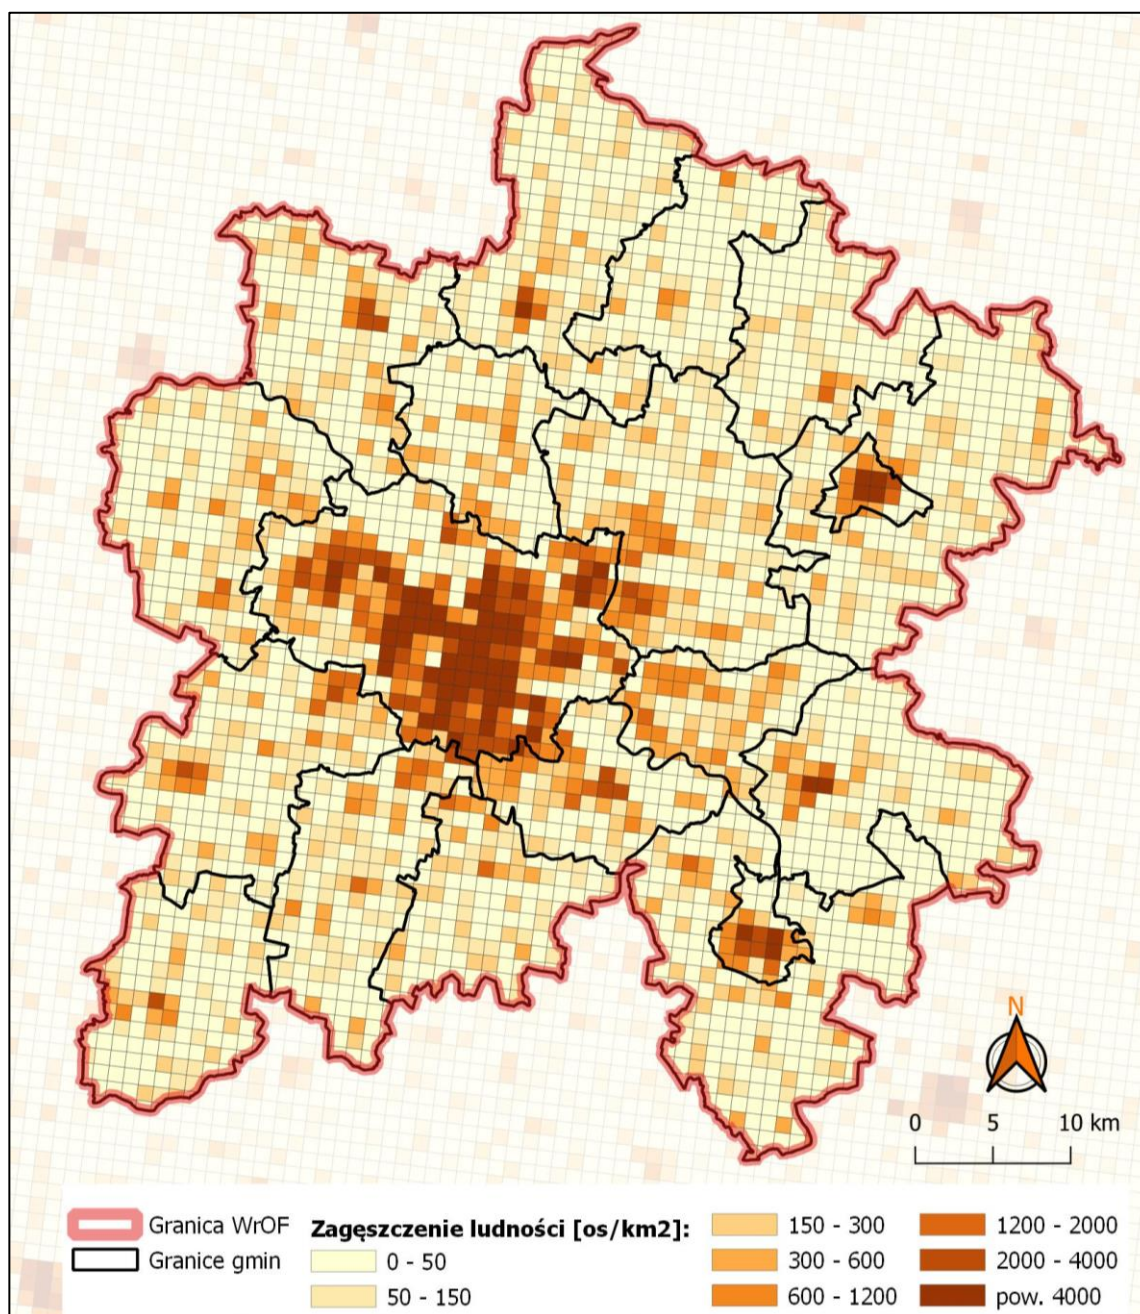 N
0 5 10 km
Granica WrOF
Granice gmin
Zagęszczenie ludności [os/km2]:
0 - 50
50 - 150
150 - 300
300 - 600
600 - 1200
1200 - 2000
2000 - 4000
pow. 4000